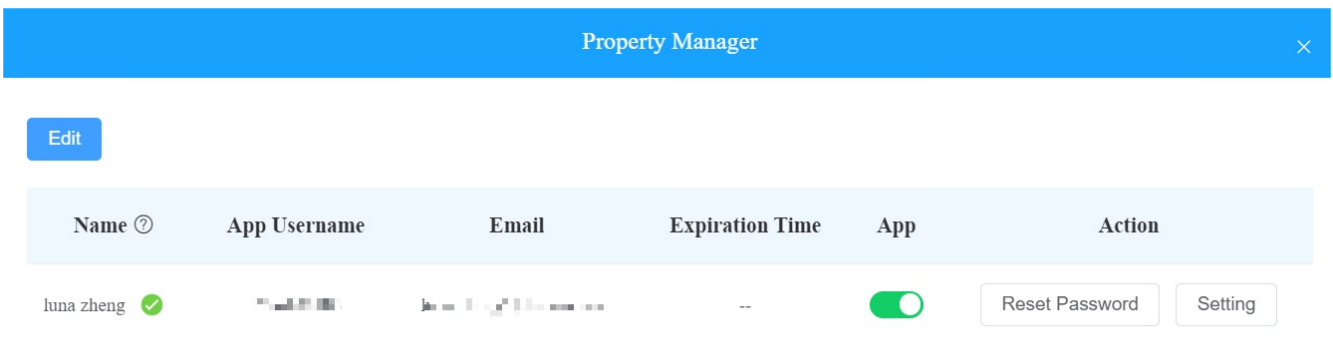 Property Manager
Edit
Name App Username Email Expiration Time App Action
luna zheng -- Reset Password Setting